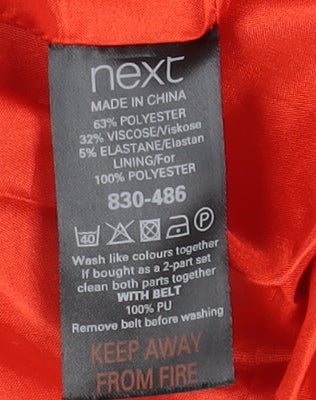 next
MADE IN CHINA
63% POLYESTER
32% VISCOSE/Viskose
5% ELASTANE/Elastan
LINING/For
100% POLYESTER
830-486
40 P
Wash like colours together
If bought as a 2-part set
clean both parts together
WITH BELT
100% PU
Remove belt before washing
KEEP AWAY
FROM FIRE